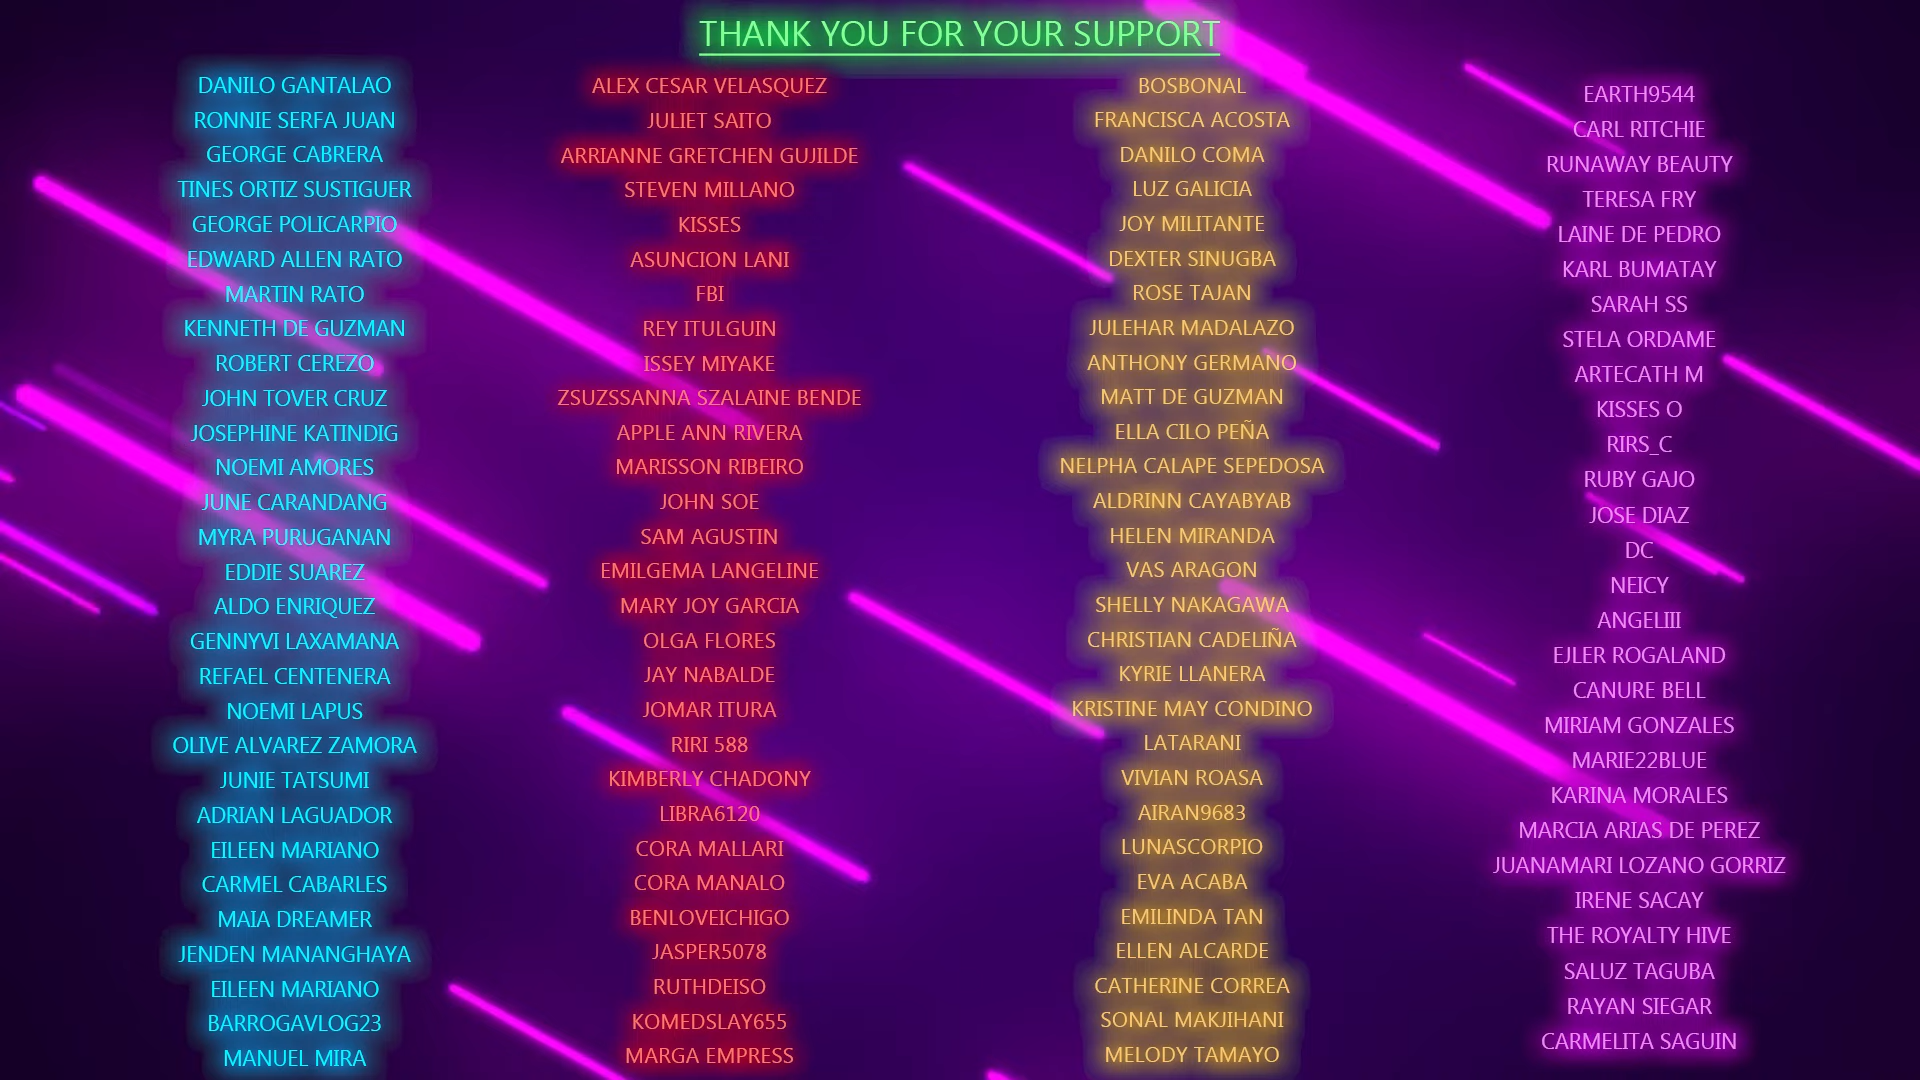 THANK YOU FOR YOUR SUPPORT
DANILO GANTALAO
RONNIE SERFA JUAN
GEORGE CABRERA
TINES ORTIZ SUSTIGUER
GEORGE POLICARPIO
EDWARD ALLEN RATO
MARTIN RATO
KENNETH DE GUZMAN
ROBERT CEREZO
JOHN TOVER CRUZ
JOSEPHINE KATINDIG
NOEMI AMORES
JUNE CARANDANG
MYRA PURUGANAN
EDDIE SUAREZ
ALDO ENRIQUEZ
GENNYVI LAXAMANA
REFAEL CENTENERA
NOEMI LAPUS
OLIVE ALVAREZ ZAMORA
JUNIE TATSUMI
ADRIAN LAGUADOR
EILEEN MARIANO
CARMEL CABARLES
MAIA DREAMER
JENDEN MANANGHAYA
EILEEN MARIANO
BARROGAVLOG23
MANUEL MIRA
ALEX CESAR VELASQUEZ
JULIET SAITO
ARRIANNE GRETCHEN GUJILDE
STEVEN MILLANO
KISSES
ASUNCION LANI
FBI
REY ITULGUIN
ISSEY MIYAKE
ZSUZSSANNA SZALAINE BENDE
APPLE ANN RIVERA
MARISSON RIBEIRO
JOHN SOE
SAM AGUSTIN
EMILGEMA LANGELINE
MARY JOY GARCIA
OLGA FLORES
JAY NABALDE
JOMAR ITURA
RIRI 588
KIMBERLY CHADONY
LIBRA6120
CORA MALLARI
CORA MANALO
BENLOVEICHIGO
JASPER5078
RUTHDEISO
KOMEDSLAY655
MARGA EMPRESS
BOSBONAL
FRANCISCA ACOSTA
DANILO COMA
LUZ GALICIA
JOY MILITANTE
DEXTER SINUGBA
ROSE TAJAN
JULEHAR MADALAZO
ANTHONY GERMANO
MATT DE GUZMAN
ELLA CILO PEÑA
NELPHA CALAPE SEPEDOSA
ALDRINN CAYABYAB
HELEN MIRANDA
VAS ARAGON
SHELLY NAKAGAWA
CHRISTIAN CADELIÑA
KYRIE LLANERA
KRISTINE MAY CONDINO
LATARANI
VIVIAN ROASA
AIRAN9683
LUNASCORPIO
EVA ACABA
EMILINDA TAN
ELLEN ALCARDE
CATHERINE CORREA
SONAL MAKJIHANI
MELODY TAMAYO
EARTH9544
CARL RITCHIE
RUNAWAY BEAUTY
TERESA FRY
LAINE DE PEDRO
KARL BUMATAY
SARAH SS
STELA ORDAME
ARTECATH M
KISSES O
RIRS_C
RUBY GAJO
JOSE DIAZ
DC
NEICY
ANGELIII
EJLER ROGALAND
CANURE BELL
MIRIAM GONZALES
MARIE22BLUE
KARINA MORALES
MARCIA ARIAS DE PEREZ
JUANAMARI LOZANO GORRIZ
IRENE SACAY
THE ROYALTY HIVE
SALUZ TAGUBA
RAYAN SIEGAR
CARMELITA SAGUIN